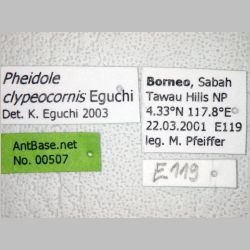 Pheidole
clypeocornis Eguchi
Det. K. Eguchi 2003
AntBase.net
No. 00507
Borneo, Sabah
Tawau Hills NP
4.33°N 117.8°E
22.03.2001 E119
leg. M. Pfeiffer
E119